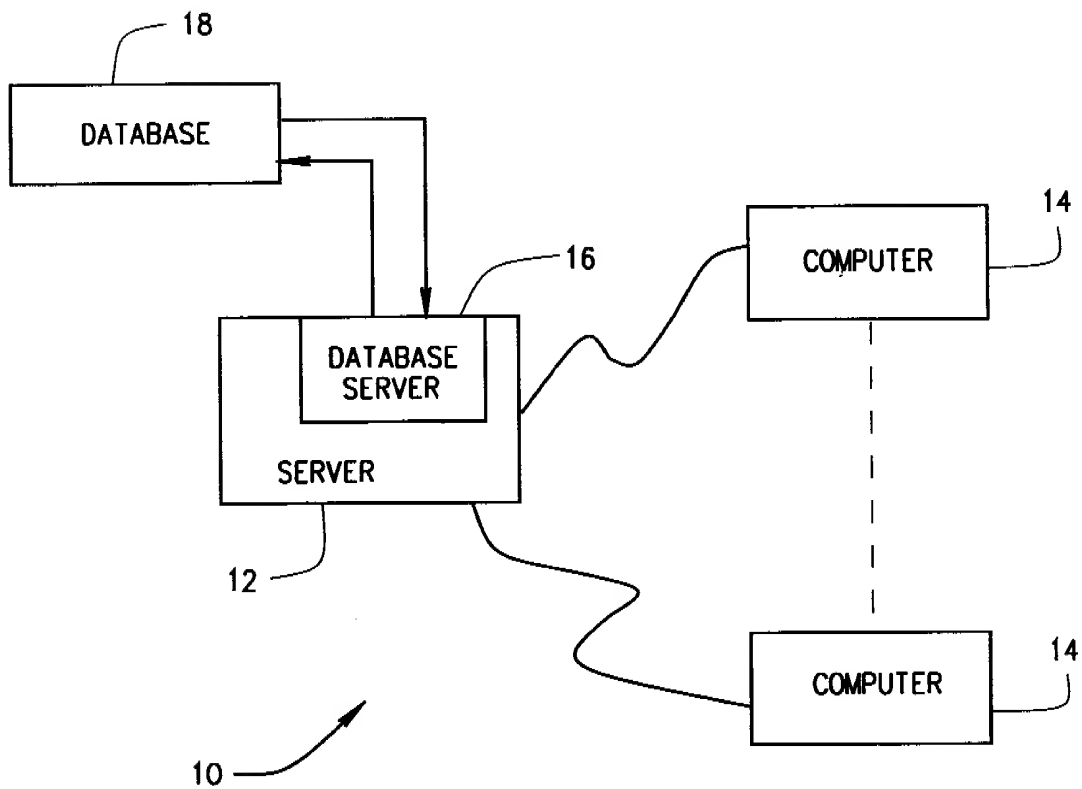 18
DATABASE
14
COMPUTER
16
DATABASE
SERVER
SERVER
12
14
COMPUTER
10